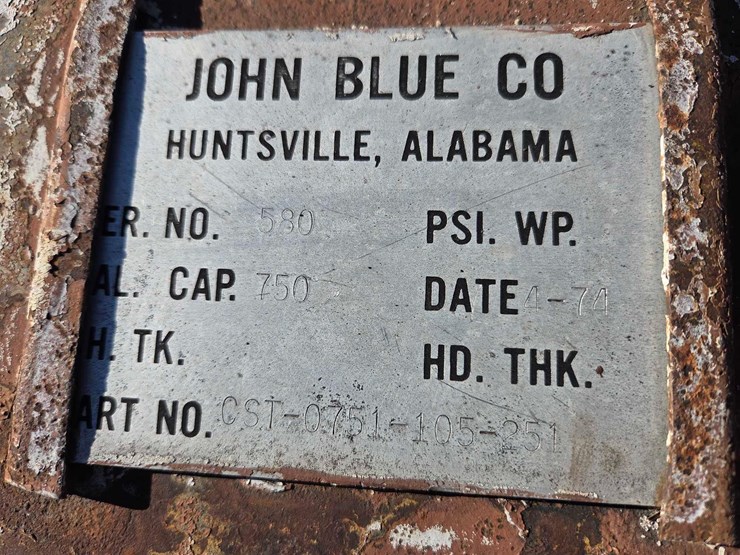 JOHN BLUE CO
HUNTSVILLE, ALABAMA
ER. NO. 580 PSI. WP.
AL. CAP. 750 DATE 4-74
H. TK. HD. THK.
ART NO. CST-0751-105-251